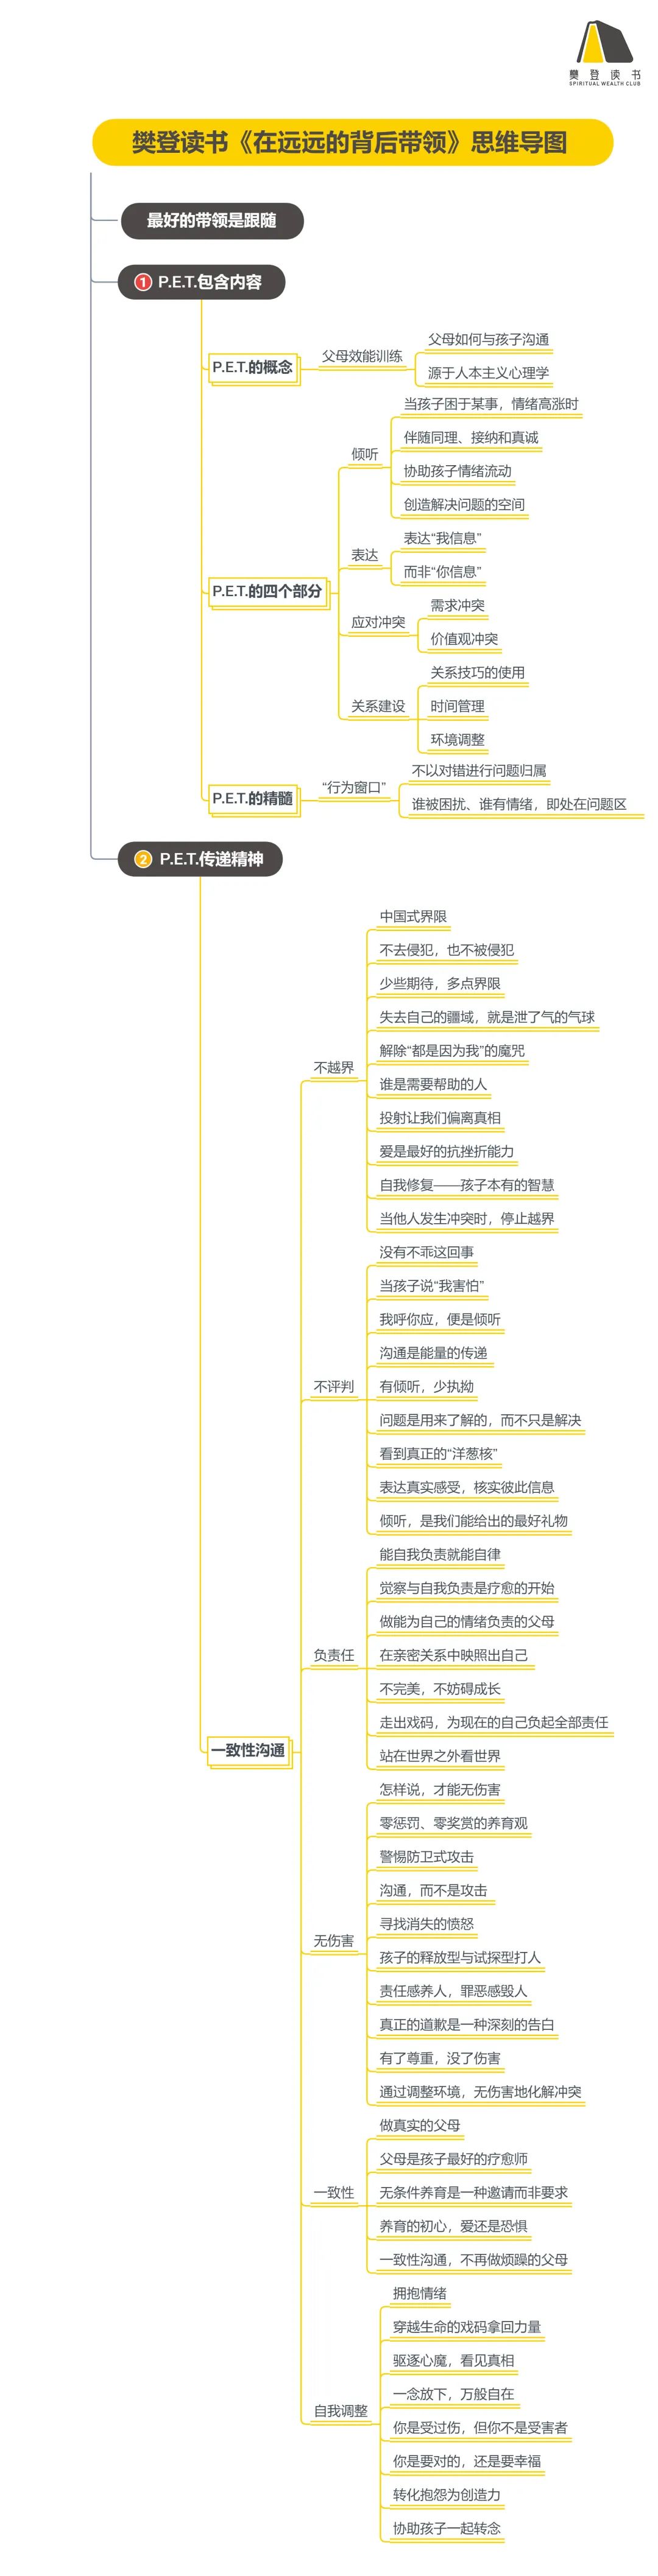 樊登读书
SPIRITUAL WEALTH CLUB
樊登读书《在远远的背后带领》思维导图
最好的带领是跟随
1 P.E.T.包含内容
P.E.T.的概念
父母效能训练
父母如何与孩子沟通
源于人本主义心理学
P.E.T.的四个部分
倾听
当孩子困于某事，情绪高涨时
伴随同理、接纳和真诚
协助孩子情绪流动
创造解决问题的空间
表达
表达“我信息”
而非“你信息”
应对冲突
需求冲突
价值观冲突
关系建设
关系技巧的使用
时间管理
环境调整
P.E.T.的精髓
“行为窗口”
不以对错进行问题归属
谁被困扰、谁有情绪，即处在问题区
2 P.E.T.传递精神
一致性沟通
不越界
中国式界限
不去侵犯，也不被侵犯
少些期待，多点界限
失去自己的疆域，就是泄了气的气球
解除“都是因为我”的魔咒
谁是需要帮助的人
投射让我们偏离真相
爱是最好的抗挫折能力
自我修复——孩子本有的智慧
当他人发生冲突时，停止越界
不评判
没有不乖这回事
当孩子说“我害怕”
我呼你应，便是倾听
沟通是能量的传递
有倾听，少执拗
问题是用来了解的，而不只是解决
看到真正的“洋葱核”
表达真实感受，核实彼此信息
倾听，是我们能给出的最好礼物
负责任
能自我负责就能自律
觉察与自我负责是疗愈的开始
做能为自己的情绪负责的父母
在亲密关系中映照出自己
不完美，不妨碍成长
走出戏码，为现在的自己负起全部责任
站在世界之外看世界
无伤害
怎样说，才能无伤害
零惩罚、零奖赏的养育观
警惕防卫式攻击
沟通，而不是攻击
寻找消失的愤怒
孩子的释放型与试探型打人
责任感养人，罪恶感毁人
真正的道歉是一种深刻的告白
有了尊重，没了伤害
通过调整环境，无伤害地化解冲突
一致性
做真实的父母
父母是孩子最好的疗愈师
无条件养育是一种邀请而非要求
养育的初心，爱还是恐惧
一致性沟通，不再做烦躁的父母
自我调整
拥抱情绪
穿越生命的戏码拿回力量
驱逐心魔，看见真相
一念放下，万般自在
你是受过伤，但你不是受害者
你是要对的，还是要幸福
转化抱怨为创造力
协助孩子一起转念